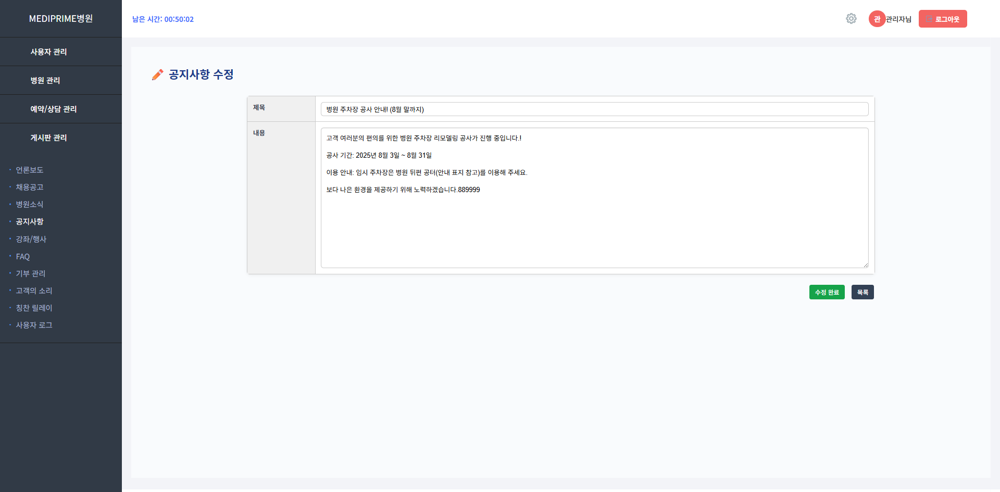 MEDIPRIME병원
남은 시간: 00:50:02
관 관리자님
로그아웃
사용자 관리
병원 관리
예약/상담 관리
게시판 관리
· 언론보도
· 채용공고
· 병원소식
· 공지사항
· 강좌/행사
· FAQ
· 기부 관리
· 고객의 소리
· 칭찬 릴레이
· 사용자 로그
공지사항 수정
제목
병원 주차장 공사 안내! (8월 말까지)
내용
고객 여러분의 편의를 위한 병원 주차장 리모델링 공사가 진행 중입니다.!
공사 기간: 2025년 8월 3일 ~ 8월 31일
이용 안내: 임시 주차장은 병원 뒤편 공터(안내 표지 참고)를 이용해 주세요.
보다 나은 환경을 제공하기 위해 노력하겠습니다.889999
수정 완료
목록